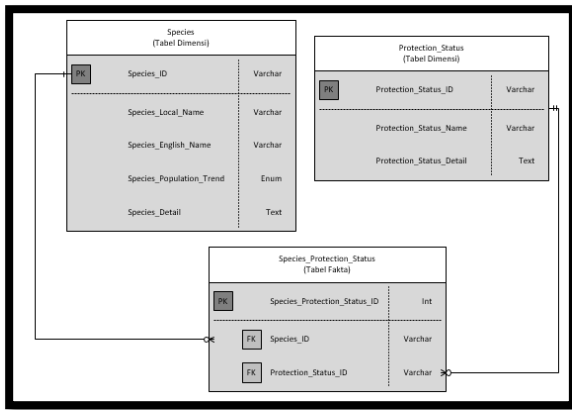 Species
(Tabel Dimensi)
PK Species_ID Varchar
Species_Local_Name Varchar
Species_English_Name Varchar
Species_Population_Trend Enum
Species_Detail Text
Protection_Status
(Tabel Dimensi)
PK Protection_Status_ID Varchar
Protection_Status_Name Varchar
Protection_Status_Detail Text
Species_Protection_Status
(Tabel Fakta)
PK Species_Protection_Status_ID Int
FK Species_ID Varchar
FK Protection_Status_ID Varchar